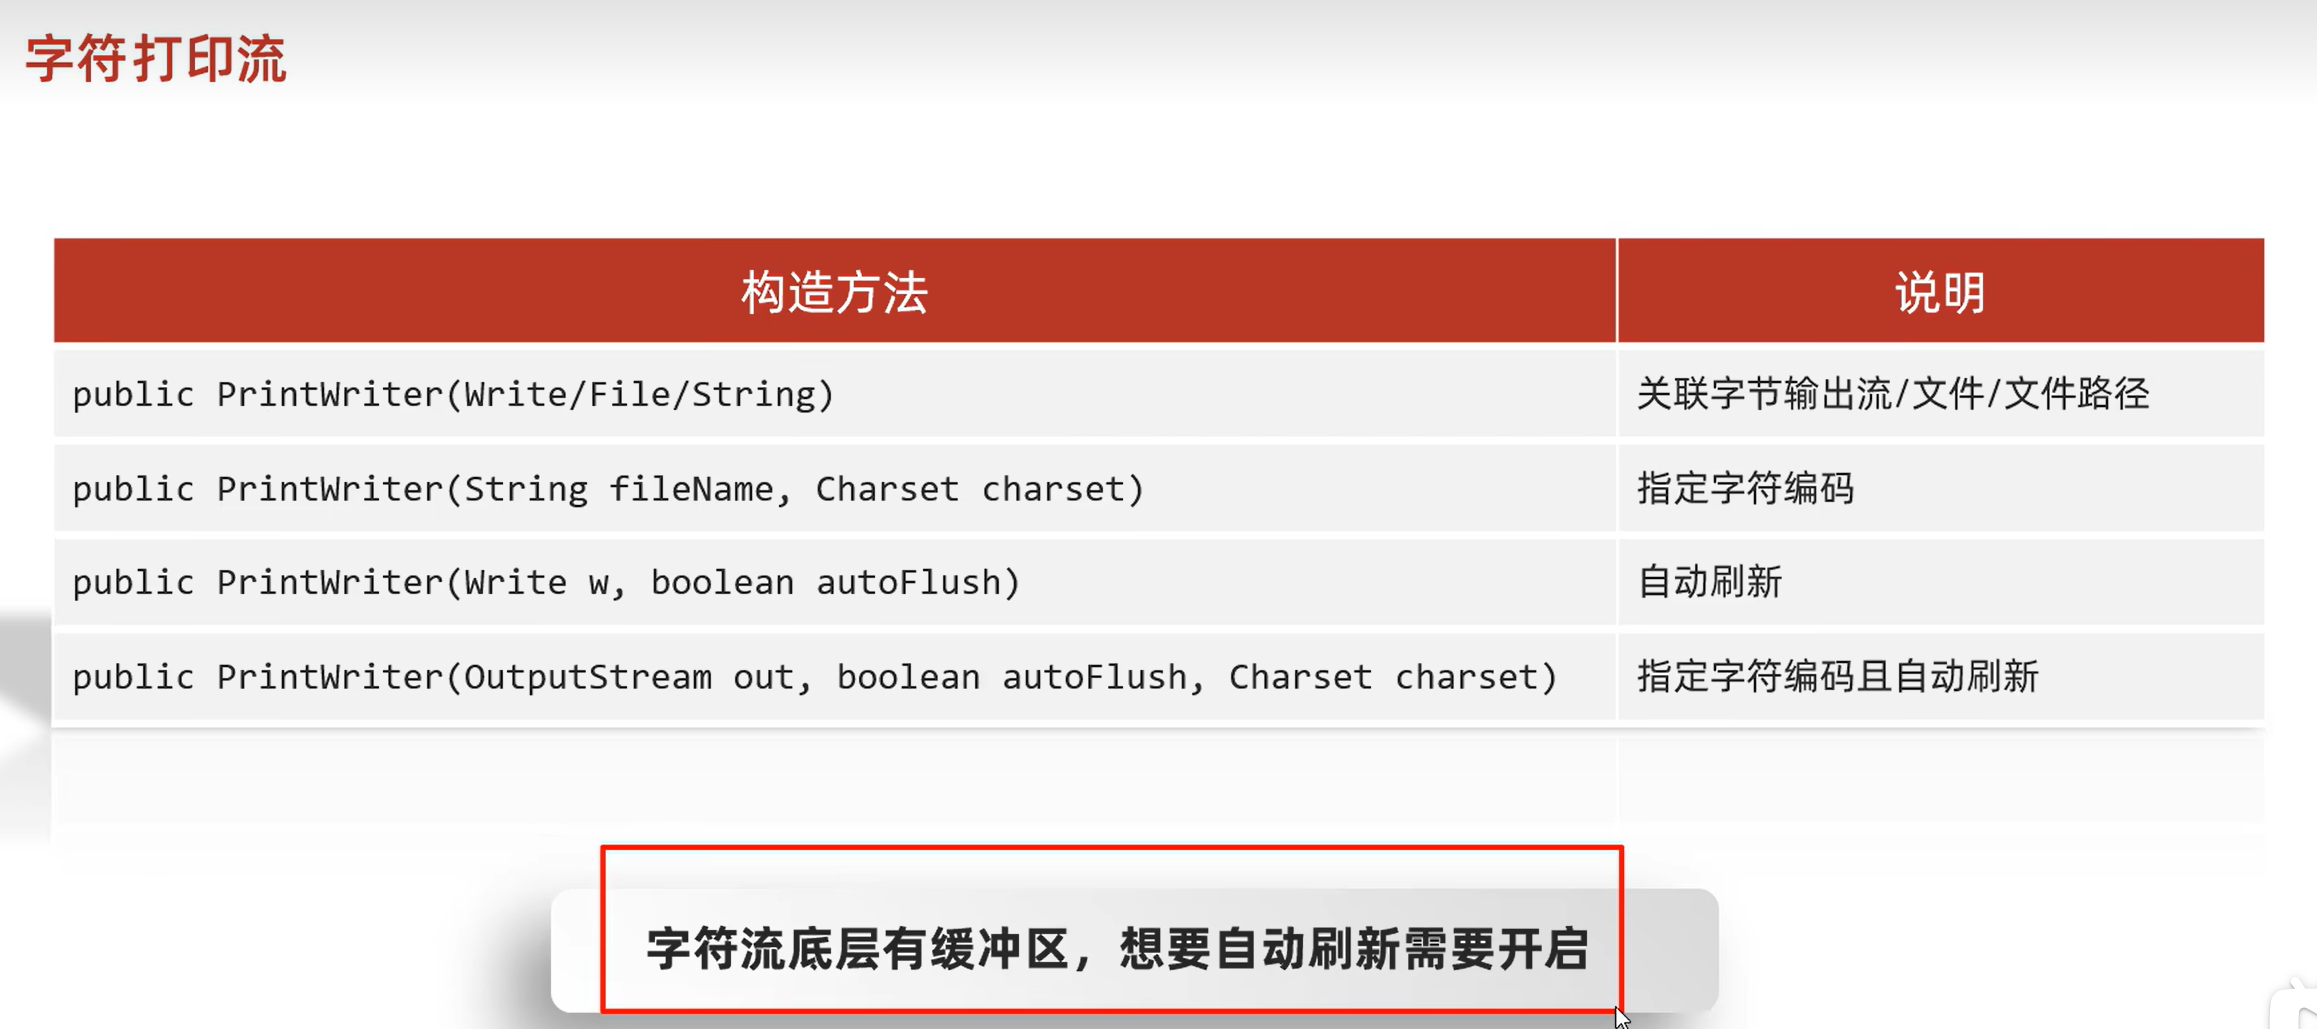 字符打印流
构造方法 说明
public PrintWriter(Write/File/String) 关联字节输出流/文件/文件路径
public PrintWriter(String fileName, Charset charset) 指定字符编码
public PrintWriter(Write w, boolean autoFlush) 自动刷新
public PrintWriter(OutputStream out, boolean autoFlush, Charset charset) 指定字符编码且自动刷新
字符流底层有缓冲区，想要自动刷新需要开启